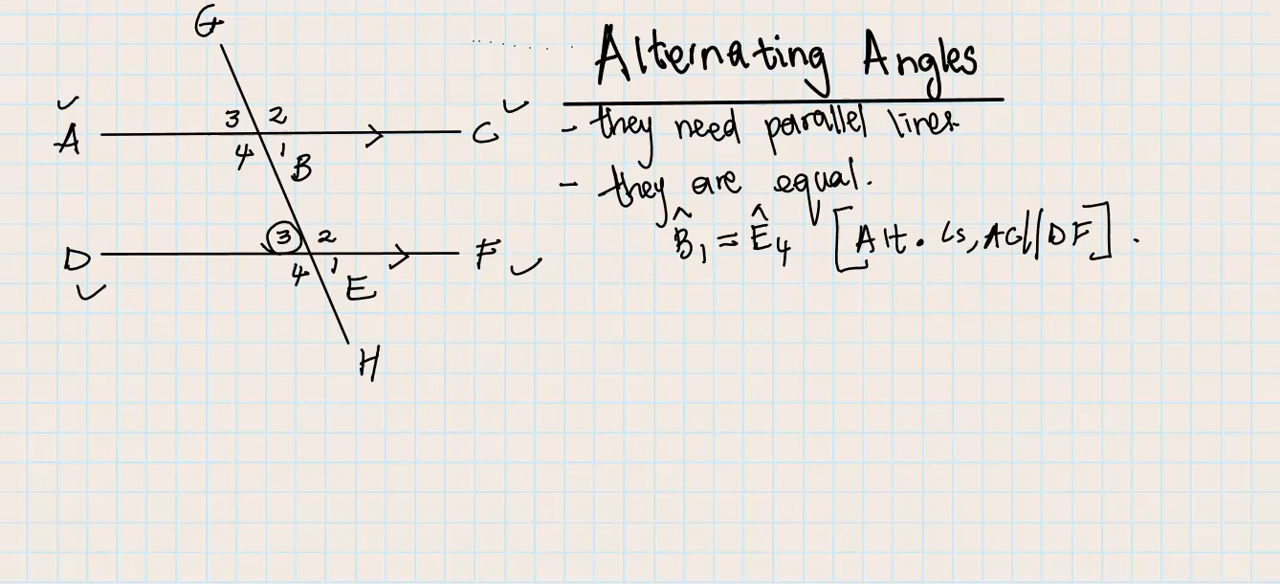 G
Alternating Angles
3 2
A C
- they need parallel lines
4 1 B
- they are equal.
B̂₁ = Ê₄ [Alt. ∠s, AC//DF].
3 2
D F
4 1 E
H